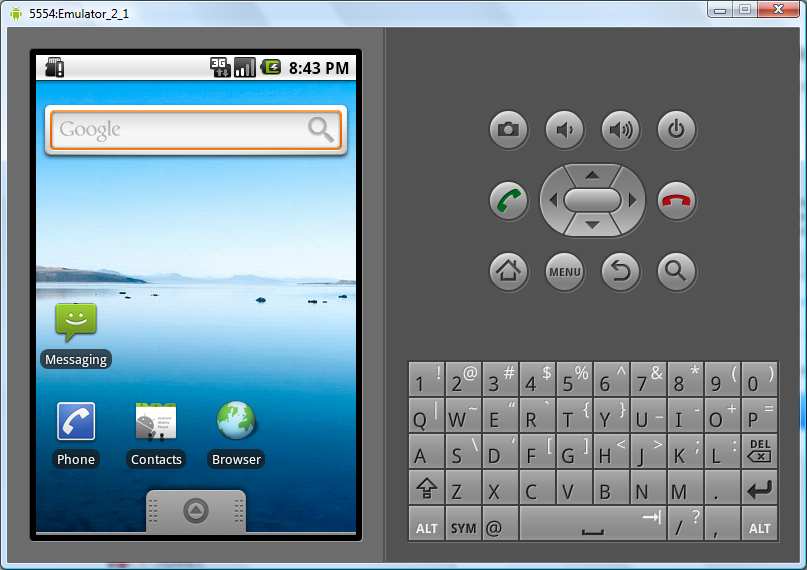 5554:Emulator_2_1
3G 8:43 PM
Google
Messaging
Phone Contacts Browser
MENU
1 ! 2 @ 3 # 4 $ 5 % 6 ^ 7 & 8 * 9 ( 0 )
Q | W ~ E “ R ` T { Y } U _ I - O + P =
A S \ D ' F [ G ] H < J > K ; L : DEL
Z X C V B N M .
ALT SYM @ / ? , ALT